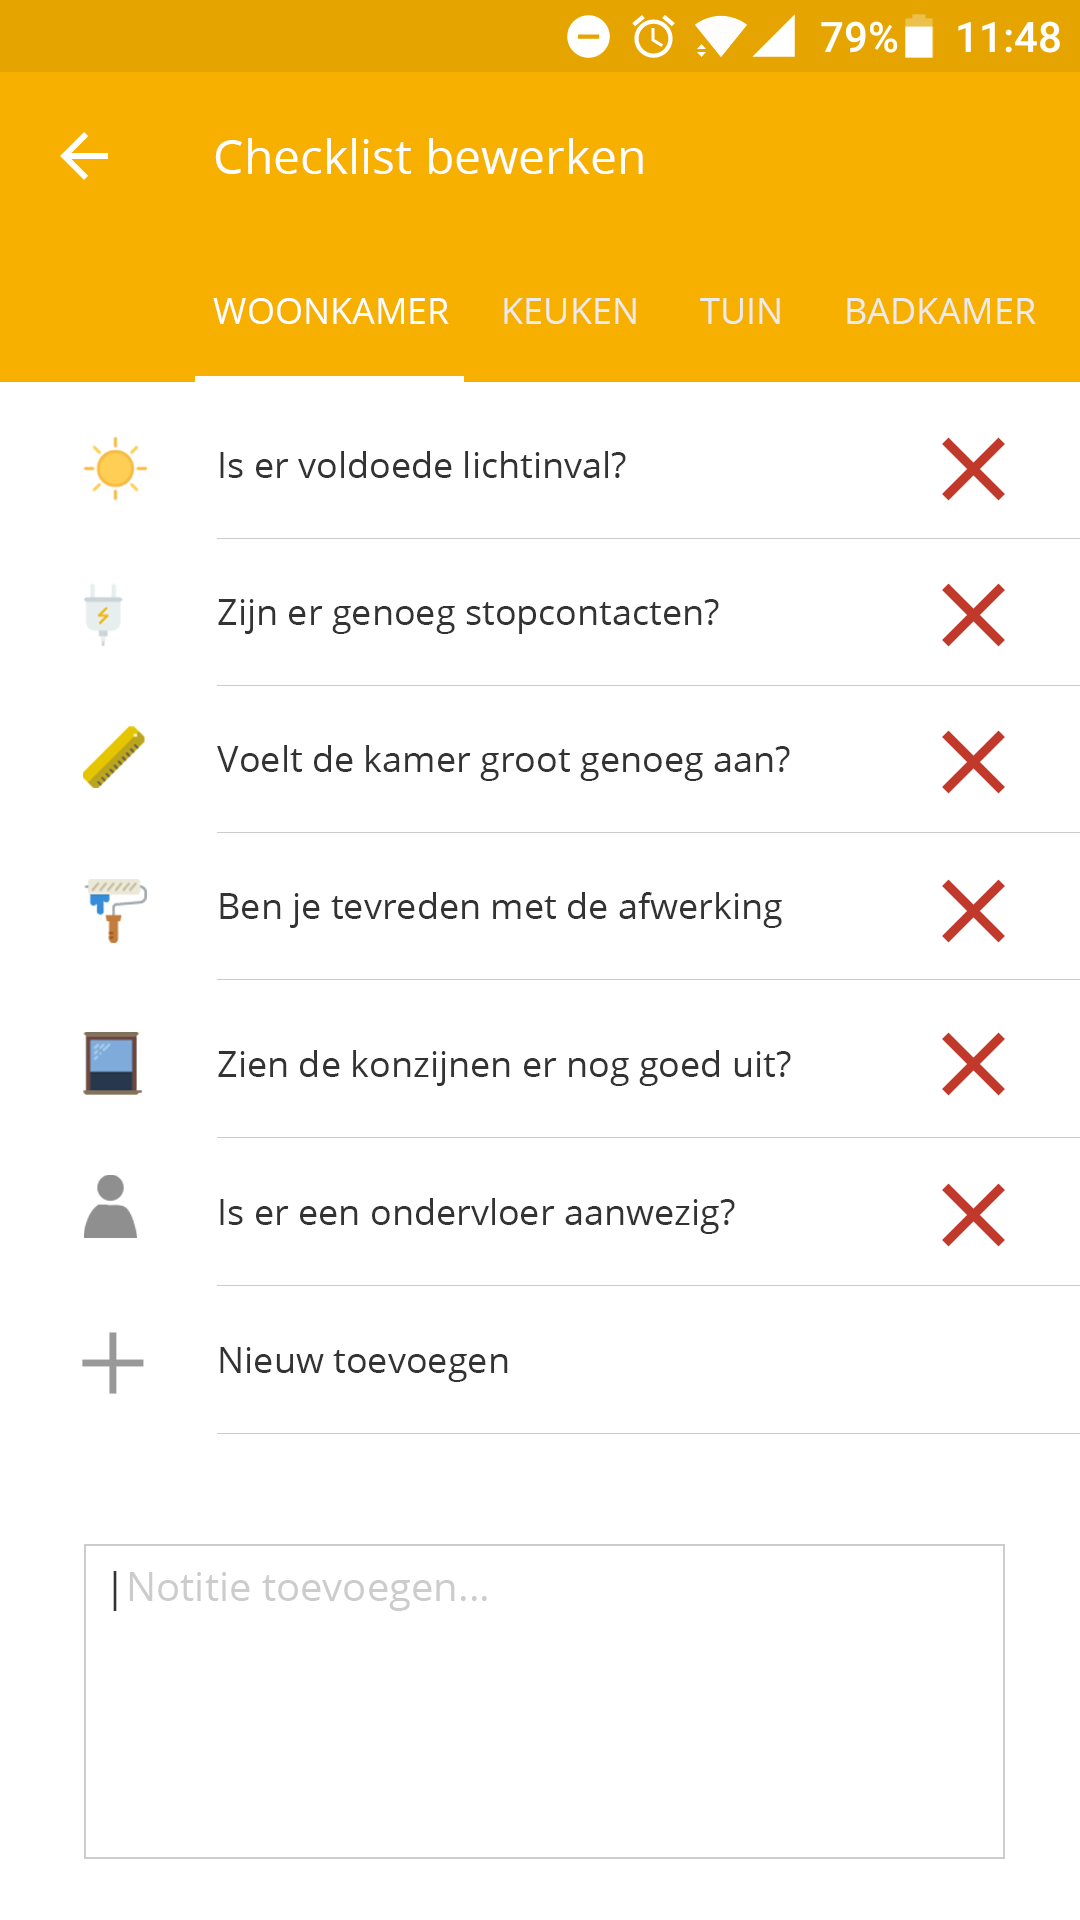 79% 11:48
Checklist bewerken
WOONKAMER KEUKEN TUIN BADKAMER
Is er voldoede lichtinval?
Zijn er genoeg stopcontacten?
Voelt de kamer groot genoeg aan?
Ben je tevreden met de afwerking
Zien de konzijnen er nog goed uit?
Is er een ondervloer aanwezig?
Nieuw toevoegen
Notitie toevoegen...